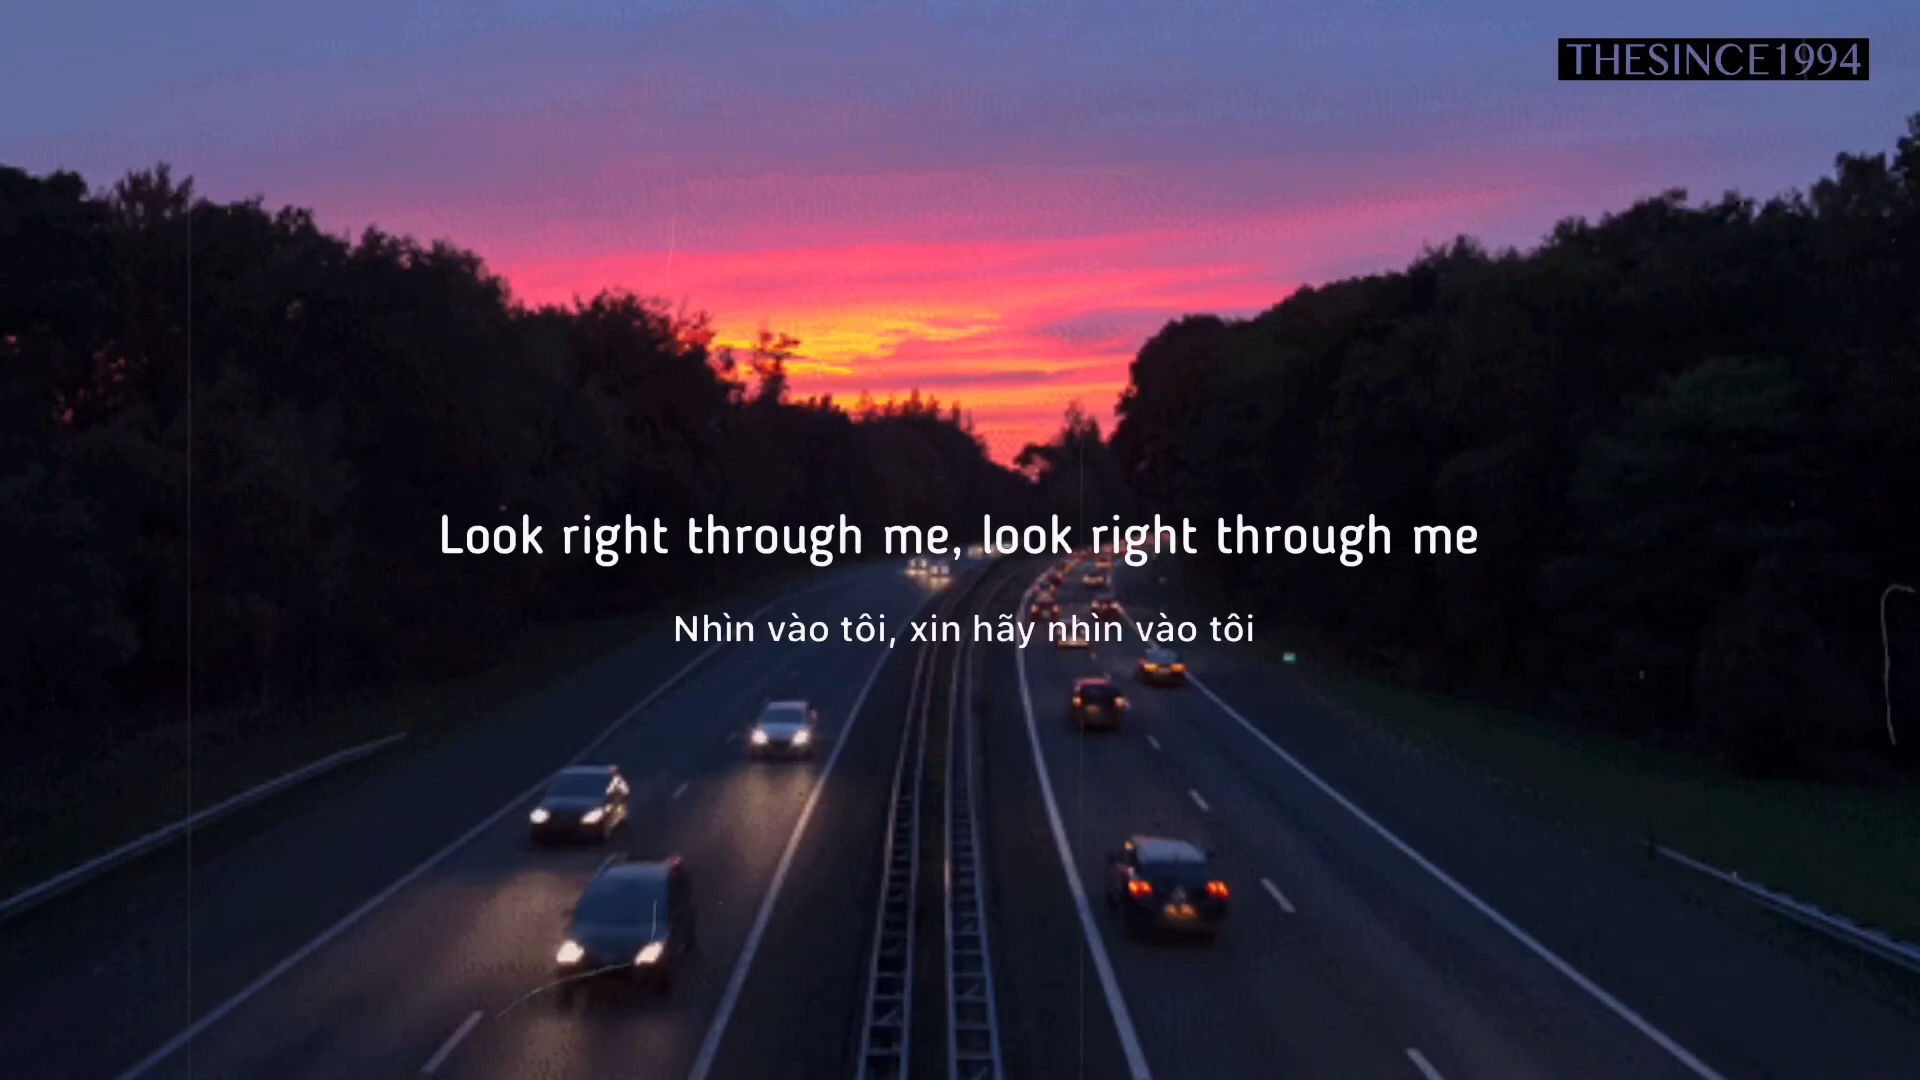 THESINCE1994
Look right through me, look right through me
Nhìn vào tôi, xin hãy nhìn vào tôi